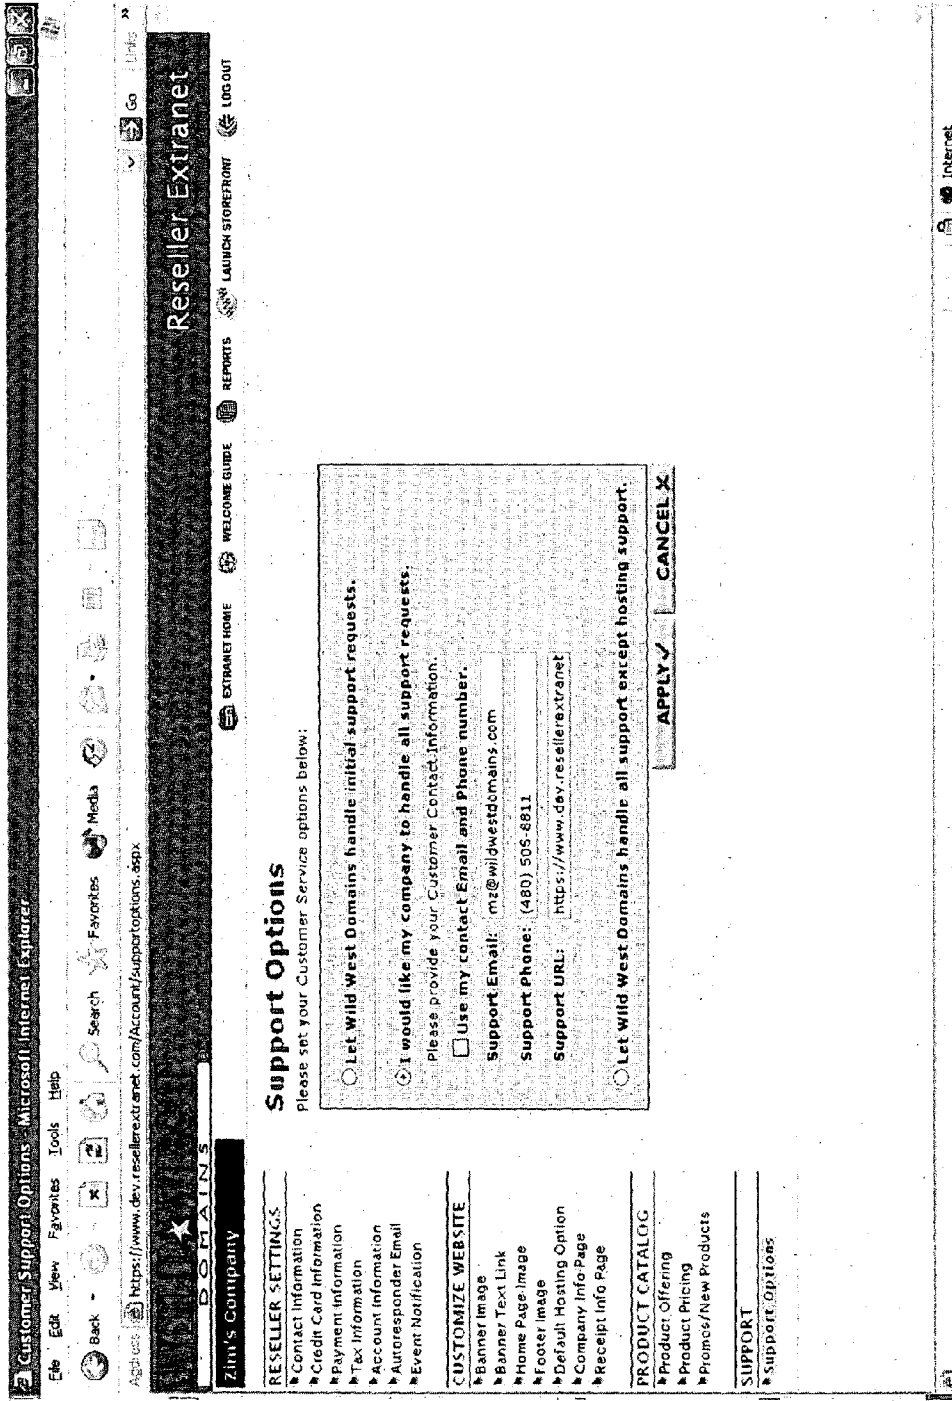 Customer Support Options - Microsoft Internet Explorer
File Edit View Favorites Tools Help
Back Search Favorites Media
Address https://www.dev.resellerextranet.com/Account/supportoptions.aspx Go Links »
DOMAINS
Reseller Extranet
Zim's Company
EXTRANET HOME WELCOME GUIDE REPORTS LAUNCH STOREFRONT LOG OUT
RESELLER SETTINGS
Contact Information
Credit Card Information
Payment Information
Tax Information
Account Information
Autoresponder Email
Event Notification
CUSTOMIZE WEBSITE
Banner Image
Banner Text Link
Home Page Image
Footer Image
Default Hosting Option
Company Info Page
Receipt Info Page
PRODUCT CATALOG
Product Offering
Product Pricing
Promos/New Products
SUPPORT
Support Options
Support Options
Please set your Customer Service options below:
Let Wild West Domains handle initial support requests.
I would like my company to handle all support requests.
Please provide your Customer Contact Information.
Use my contact Email and Phone number.
Support Email: mz@wildwestdomains.com
Support Phone: (480) 505-8811
Support URL: https://www.dev.resellerextranet
Let Wild West Domains handle all support except hosting support.
APPLY CANCEL
Internet